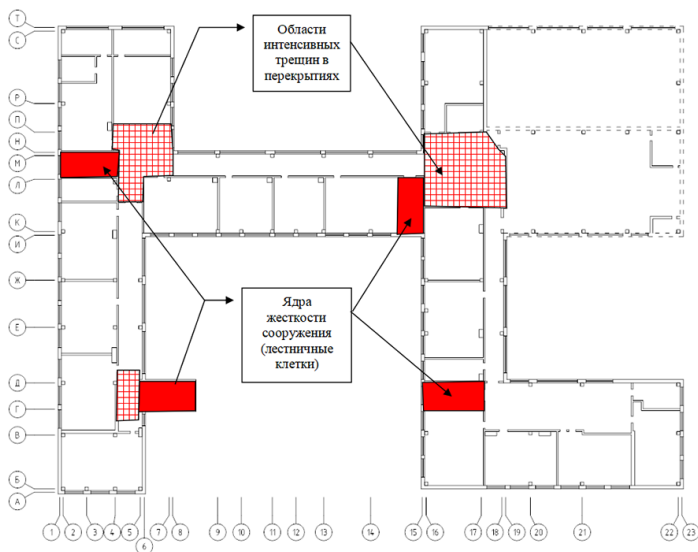 Области
интенсивных
трещин в
перекрытиях
Ядра
жесткости
сооружения
(лестничные
клетки)
Т
С
Р
П
Н
М
Л
К
И
Ж
Е
Д
Г
В
Б
А
1 2 3 4 5 6 7 8 9 10 11 12 13 14 15 16 17 18 19 20 21 22 23